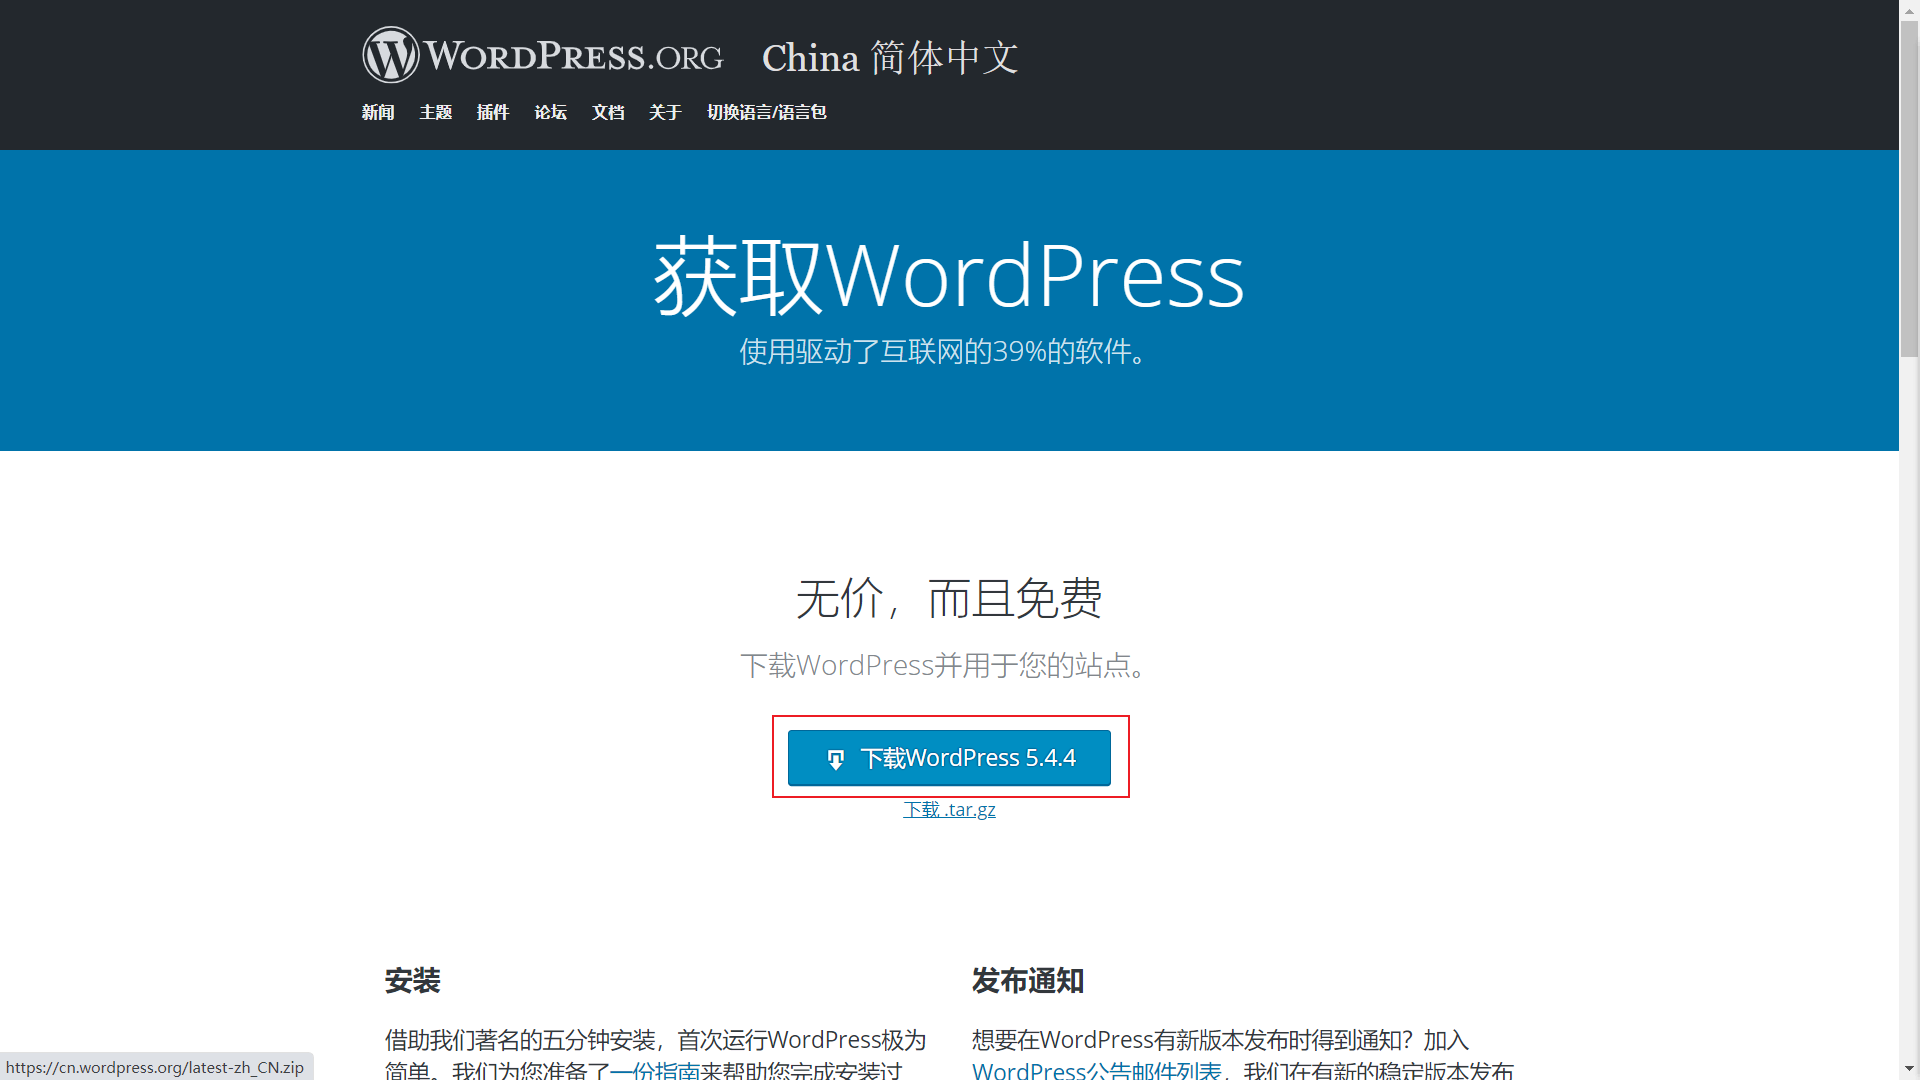 WORDPRESS.ORG China 简体中文
新闻 主题 插件 论坛 文档 关于 切换语言/语言包
获取WordPress
使用驱动了互联网的39%的软件。
无价，而且免费
下载WordPress并用于您的站点。
下载WordPress 5.4.4
下载 .tar.gz
安装
借助我们著名的五分钟安装，首次运行WordPress极为
简单。我们为您准备了一份指南来帮助您完成安装过
发布通知
想要在WordPress有新版本发布时得到通知？加入
WordPress公告邮件列表，我们在有新的稳定版本发布
https://cn.wordpress.org/latest-zh_CN.zip